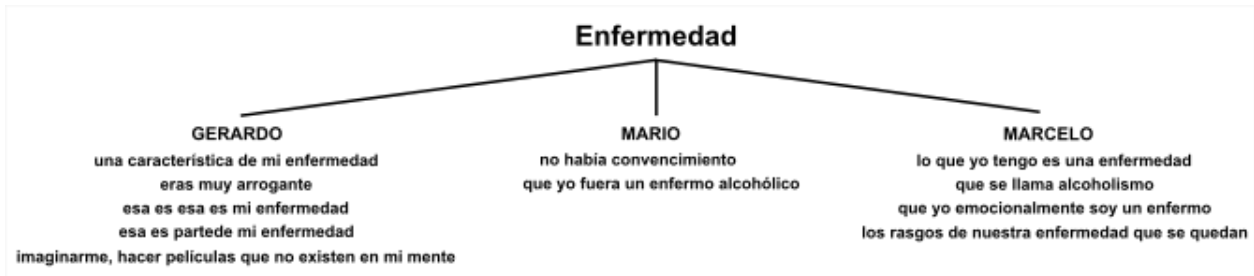 Enfermedad
GERARDO
una característica de mi enfermedad
eras muy arrogante
esa es esa es mi enfermedad
esa es partede mi enfermedad
imaginarme, hacer películas que no existen en mi mente
MARIO
no había convencimiento
que yo fuera un enfermo alcohólico
MARCELO
lo que yo tengo es una enfermedad
que se llama alcoholismo
que yo emocionalmente soy un enfermo
los rasgos de nuestra enfermedad que se quedan